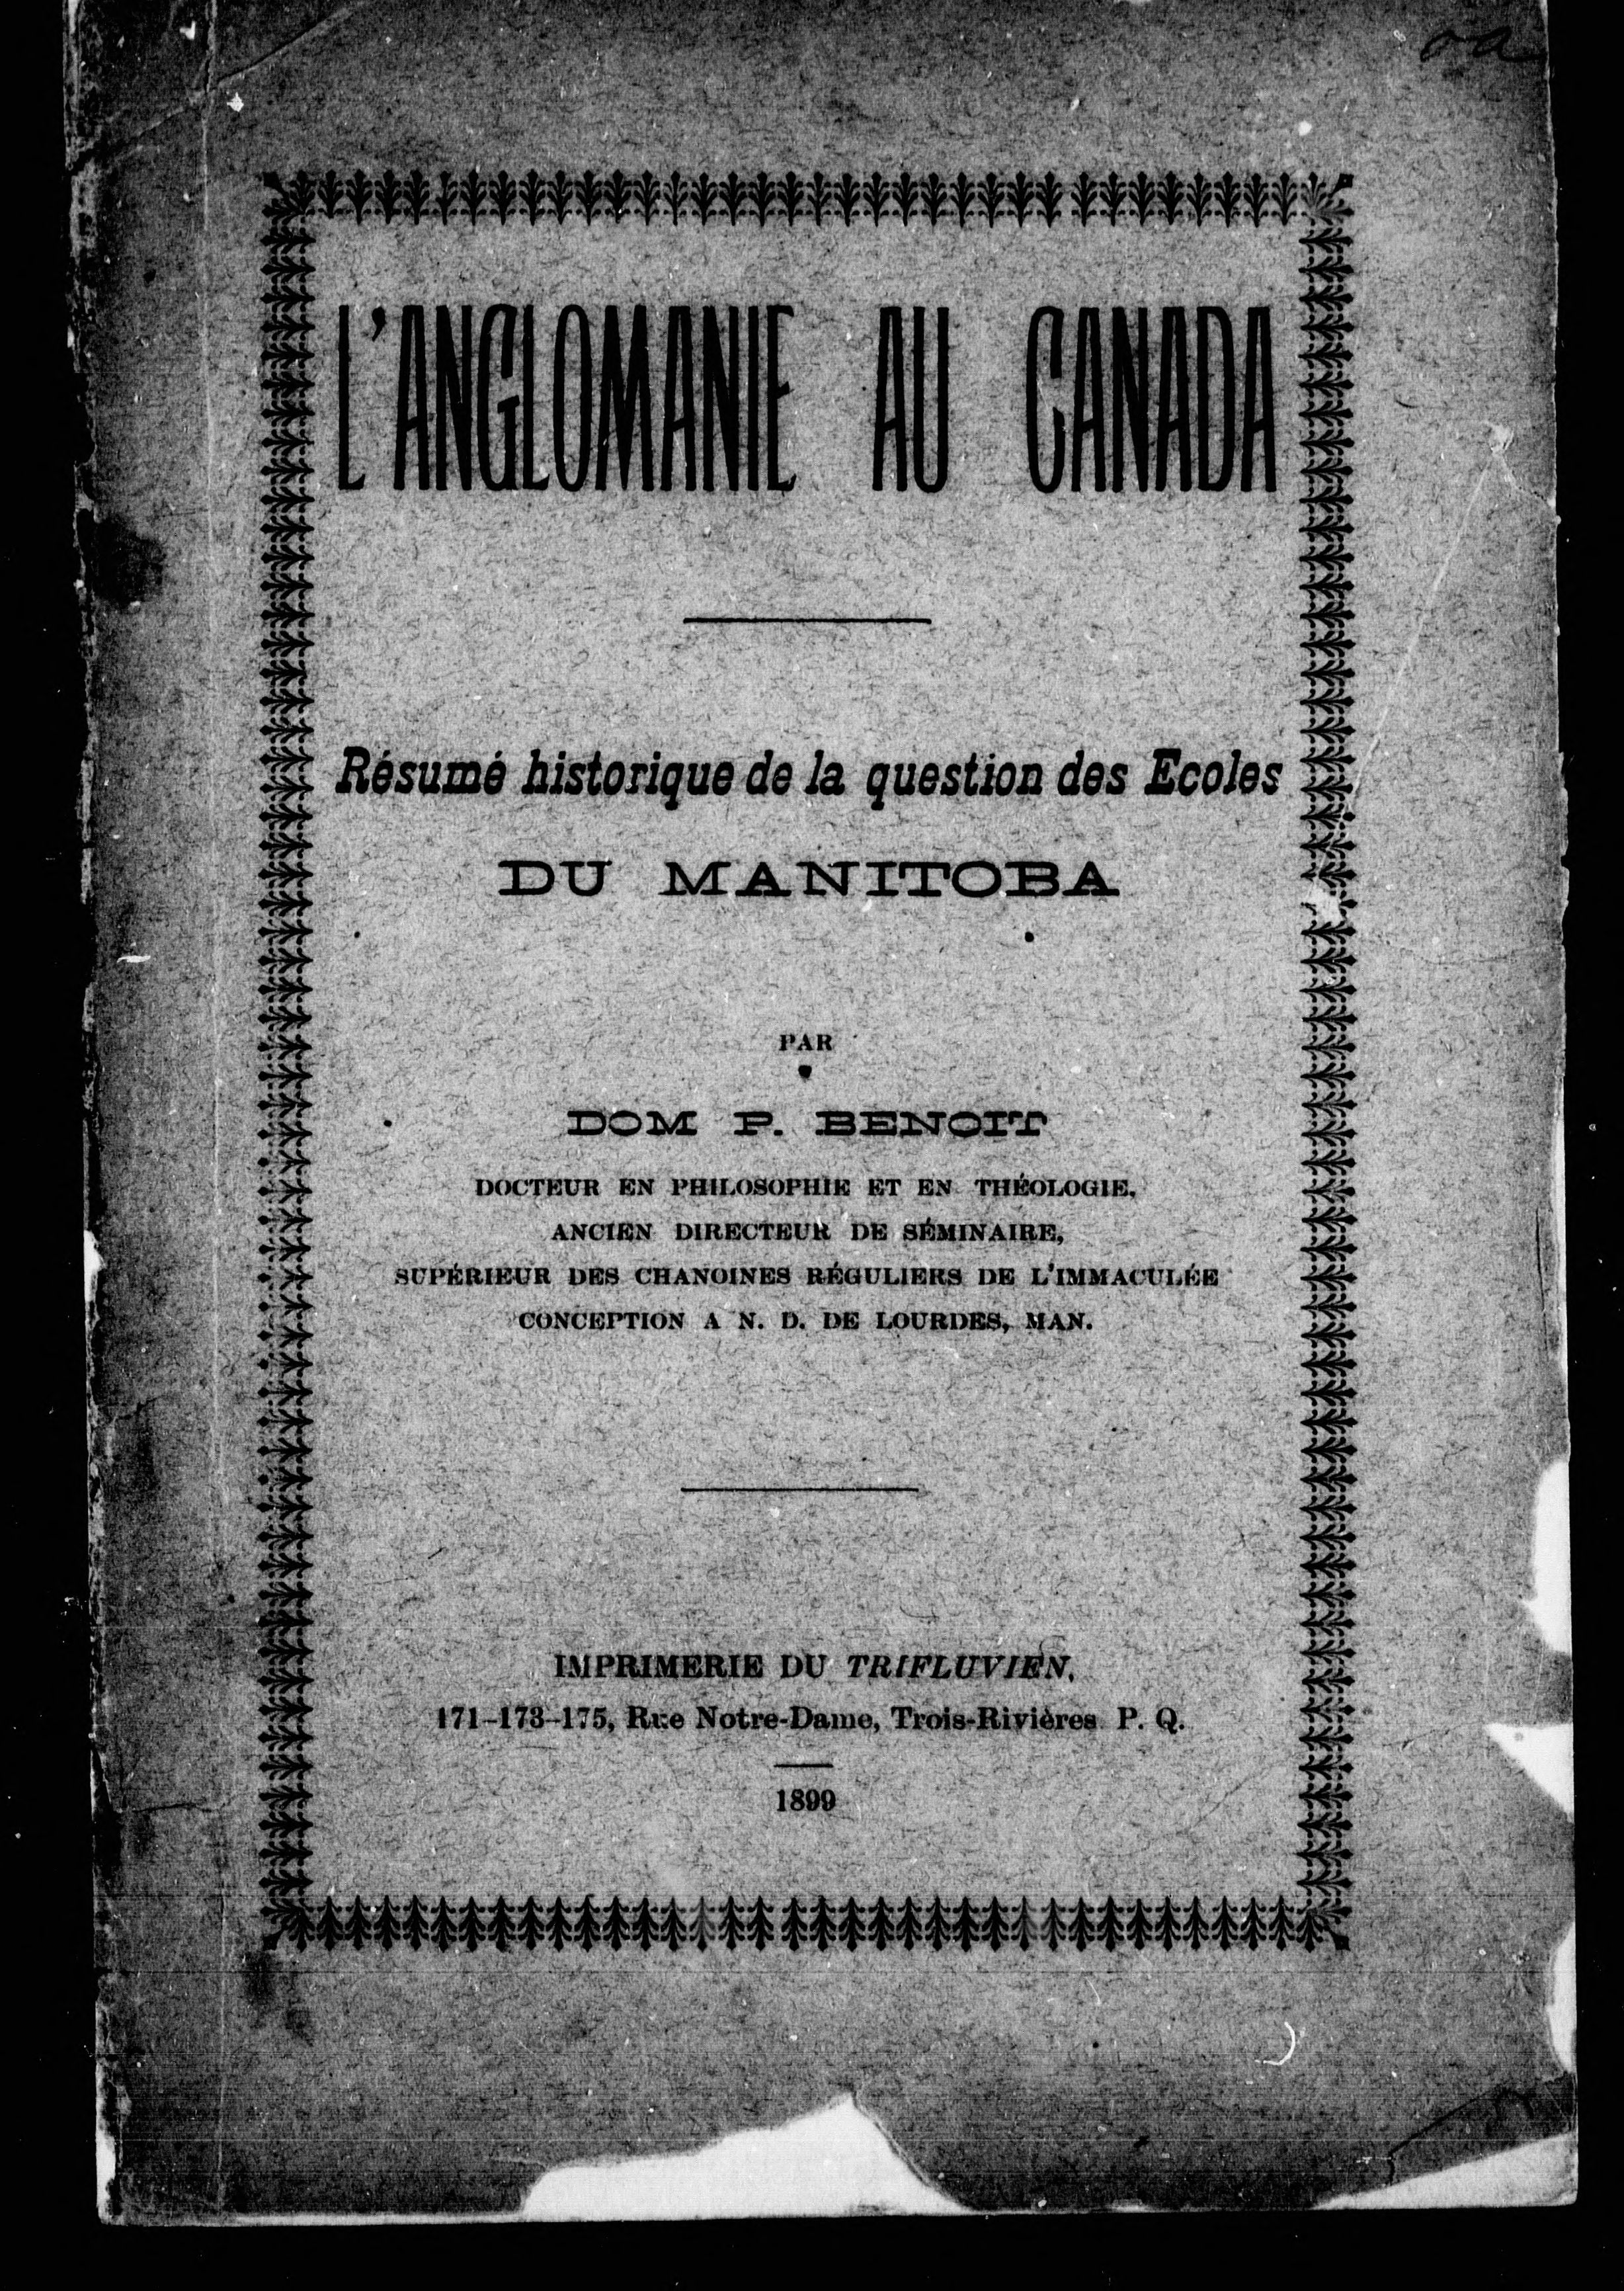 L'ANGLOMANIE AU CANADA
Résumé historique de la question des Ecoles
DU MANITOBA
PAR
DOM P. BENOIT
DOCTEUR EN PHILOSOPHIE ET EN THÉOLOGIE,
ANCIEN DIRECTEUR DE SÉMINAIRE,
SUPÉRIEUR DES CHANOINES RÉGULIERS DE L'IMMACULÉE
CONCEPTION A N. D. DE LOURDES, MAN.
IMPRIMERIE DU TRIFLUVIEN,
171-173-175, Rue Notre-Dame, Trois-Rivières P. Q.
1899